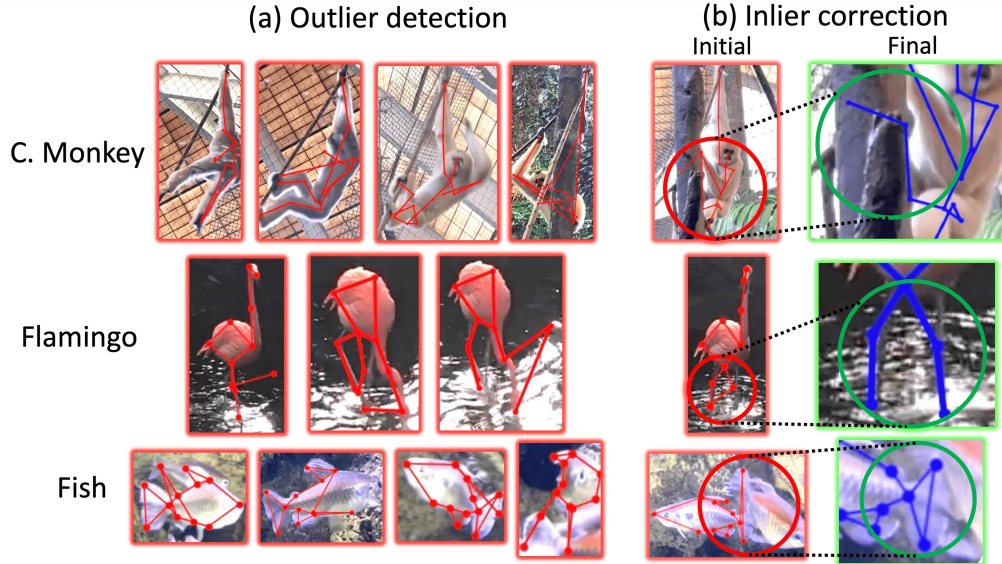 (a) Outlier detection
(b) Inlier correction
Initial
Final
C. Monkey
Flamingo
Fish